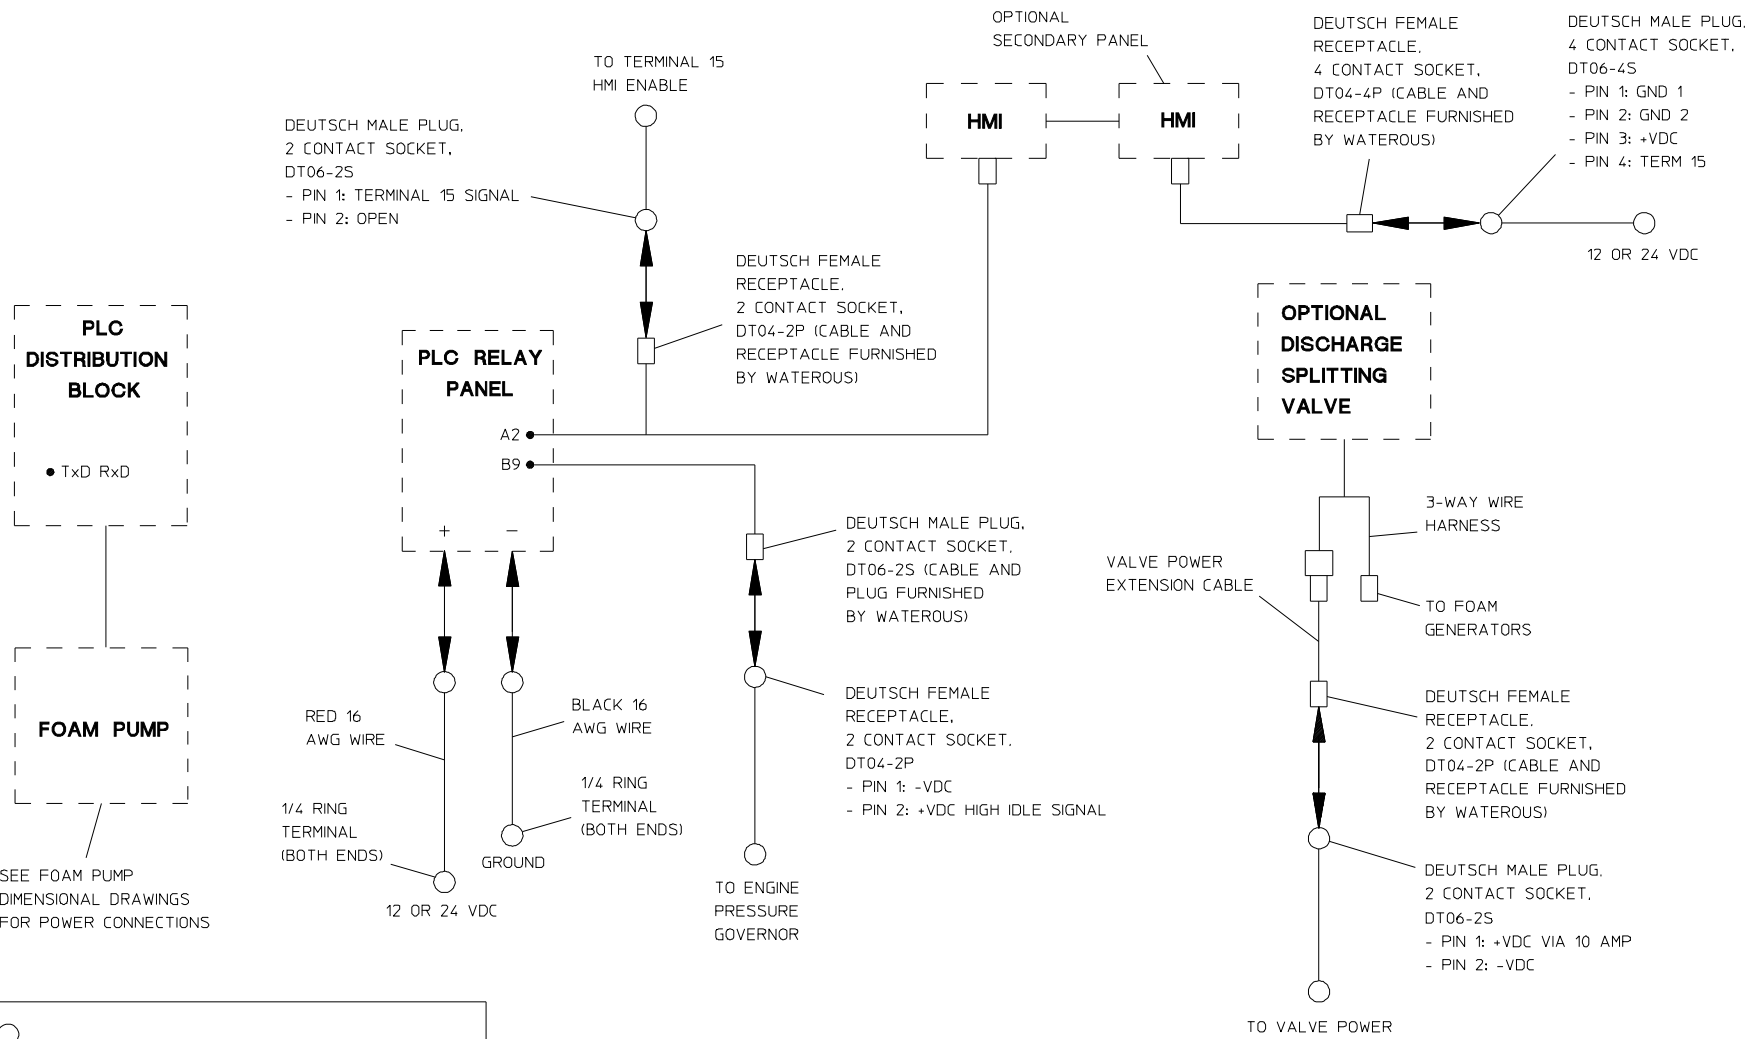 OPTIONAL
SECONDARY PANEL
DEUTSCH FEMALE
RECEPTACLE,
4 CONTACT SOCKET,
DT04-4P (CABLE AND
RECEPTACLE FURNISHED
BY WATEROUS)
DEUTSCH MALE PLUG,
4 CONTACT SOCKET,
DT06-4S
- PIN 1: GND 1
- PIN 2: GND 2
- PIN 3: +VDC
- PIN 4: TERM 15
TO TERMINAL 15
HMI ENABLE
HMI
HMI
DEUTSCH MALE PLUG,
2 CONTACT SOCKET,
DT06-2S
- PIN 1: TERMINAL 15 SIGNAL
- PIN 2: OPEN
12 OR 24 VDC
DEUTSCH FEMALE
RECEPTACLE,
2 CONTACT SOCKET,
DT04-2P (CABLE AND
RECEPTACLE FURNISHED
BY WATEROUS)
PLC
DISTRIBUTION
BLOCK
TxD RxD
PLC RELAY
PANEL
A2
B9
+
-
OPTIONAL
DISCHARGE
SPLITTING
VALVE
3-WAY WIRE
HARNESS
VALVE POWER
EXTENSION CABLE
TO FOAM
GENERATORS
DEUTSCH MALE PLUG,
2 CONTACT SOCKET,
DT06-2S (CABLE AND
PLUG FURNISHED
BY WATEROUS)
FOAM PUMP
RED 16
AWG WIRE
BLACK 16
AWG WIRE
DEUTSCH FEMALE
RECEPTACLE,
2 CONTACT SOCKET,
DT04-2P
- PIN 1: -VDC
- PIN 2: +VDC HIGH IDLE SIGNAL
DEUTSCH FEMALE
RECEPTACLE,
2 CONTACT SOCKET,
DT04-2P (CABLE AND
RECEPTACLE FURNISHED
BY WATEROUS)
1/4 RING
TERMINAL
(BOTH ENDS)
1/4 RING
TERMINAL
(BOTH ENDS)
GROUND
12 OR 24 VDC
TO ENGINE
PRESSURE
GOVERNOR
SEE FOAM PUMP
DIMENSIONAL DRAWINGS
FOR POWER CONNECTIONS
DEUTSCH MALE PLUG,
2 CONTACT SOCKET,
DT06-2S
- PIN 1: +VDC VIA 10 AMP
- PIN 2: -VDC
TO VALVE POWER